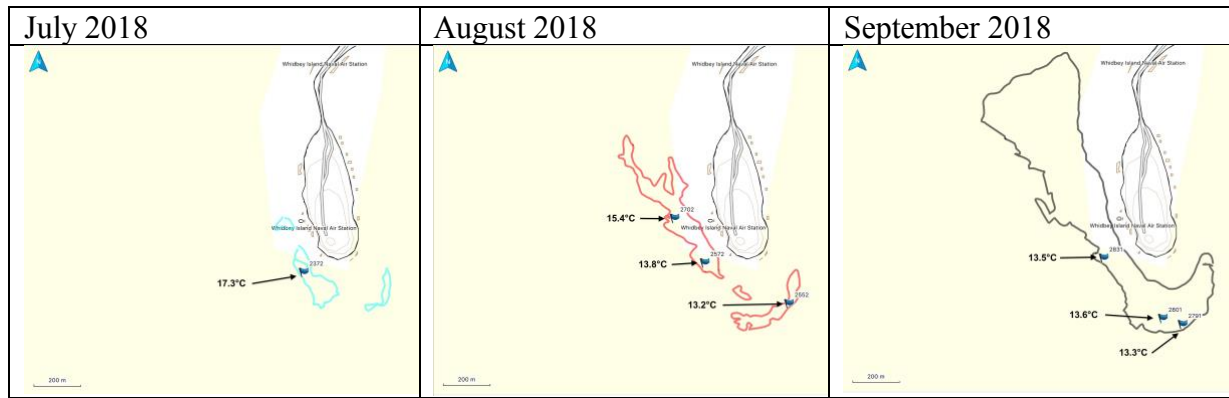 July 2018
August 2018
September 2018
N
Whidbey Island Naval Air Station
Whidbey Island Naval Air Station
2372
17.3°C
200 m
N
Whidbey Island Naval Air Station
2702
15.4°C
Whidbey Island Naval Air Station
2572
13.8°C
2552
13.2°C
200 m
N
Whidbey Island Naval Air Station
Whidbey Island Naval Air Station
2831
13.5°C
2801
13.6°C
2791
13.3°C
200 m